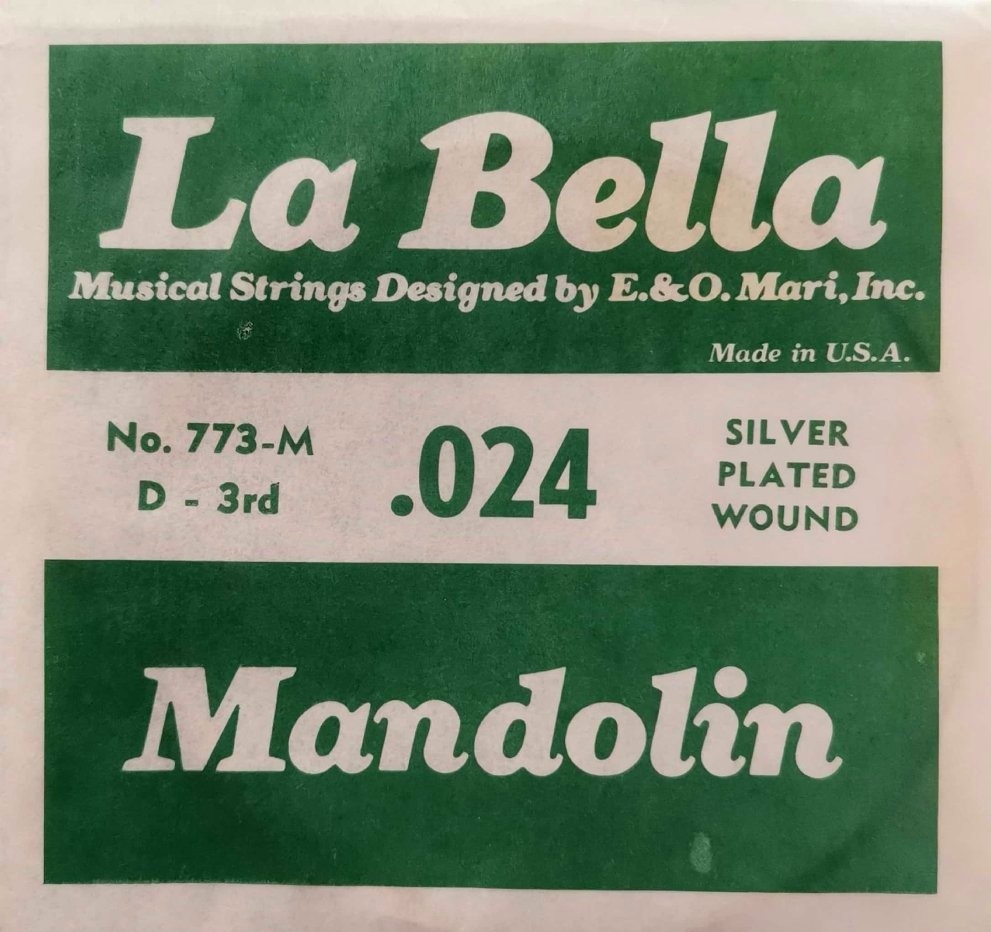 La Bella
Musical Strings Designed by E.&O. Mari, Inc.
Made in U.S.A.
No. 773-M
D - 3rd
.024
SILVER
PLATED
WOUND
Mandolin